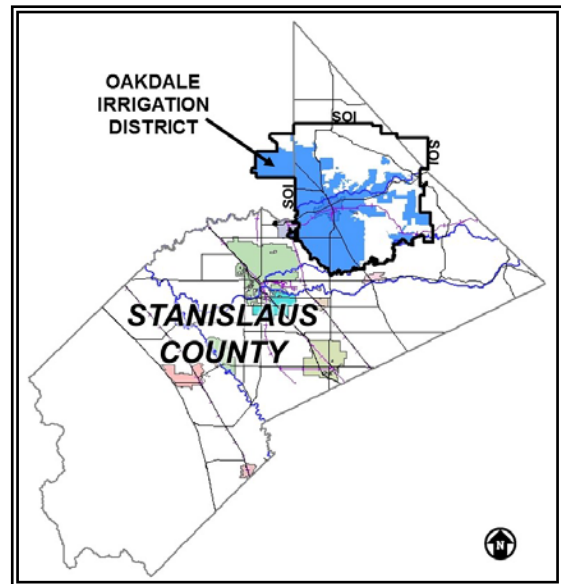 OAKDALE
IRRIGATION
DISTRICT
SOI
SOI
SOI
STANISLAUS
COUNTY
N